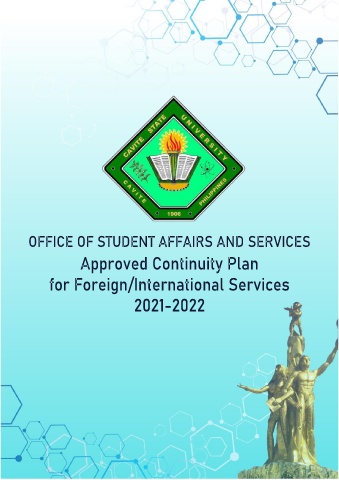 CAVITE STATE UNIVERSITY
CAVITE
1906
PHILIPPINES
OFFICE OF STUDENT AFFAIRS AND SERVICES
Approved Continuity Plan
for Foreign/International Services
2021-2022